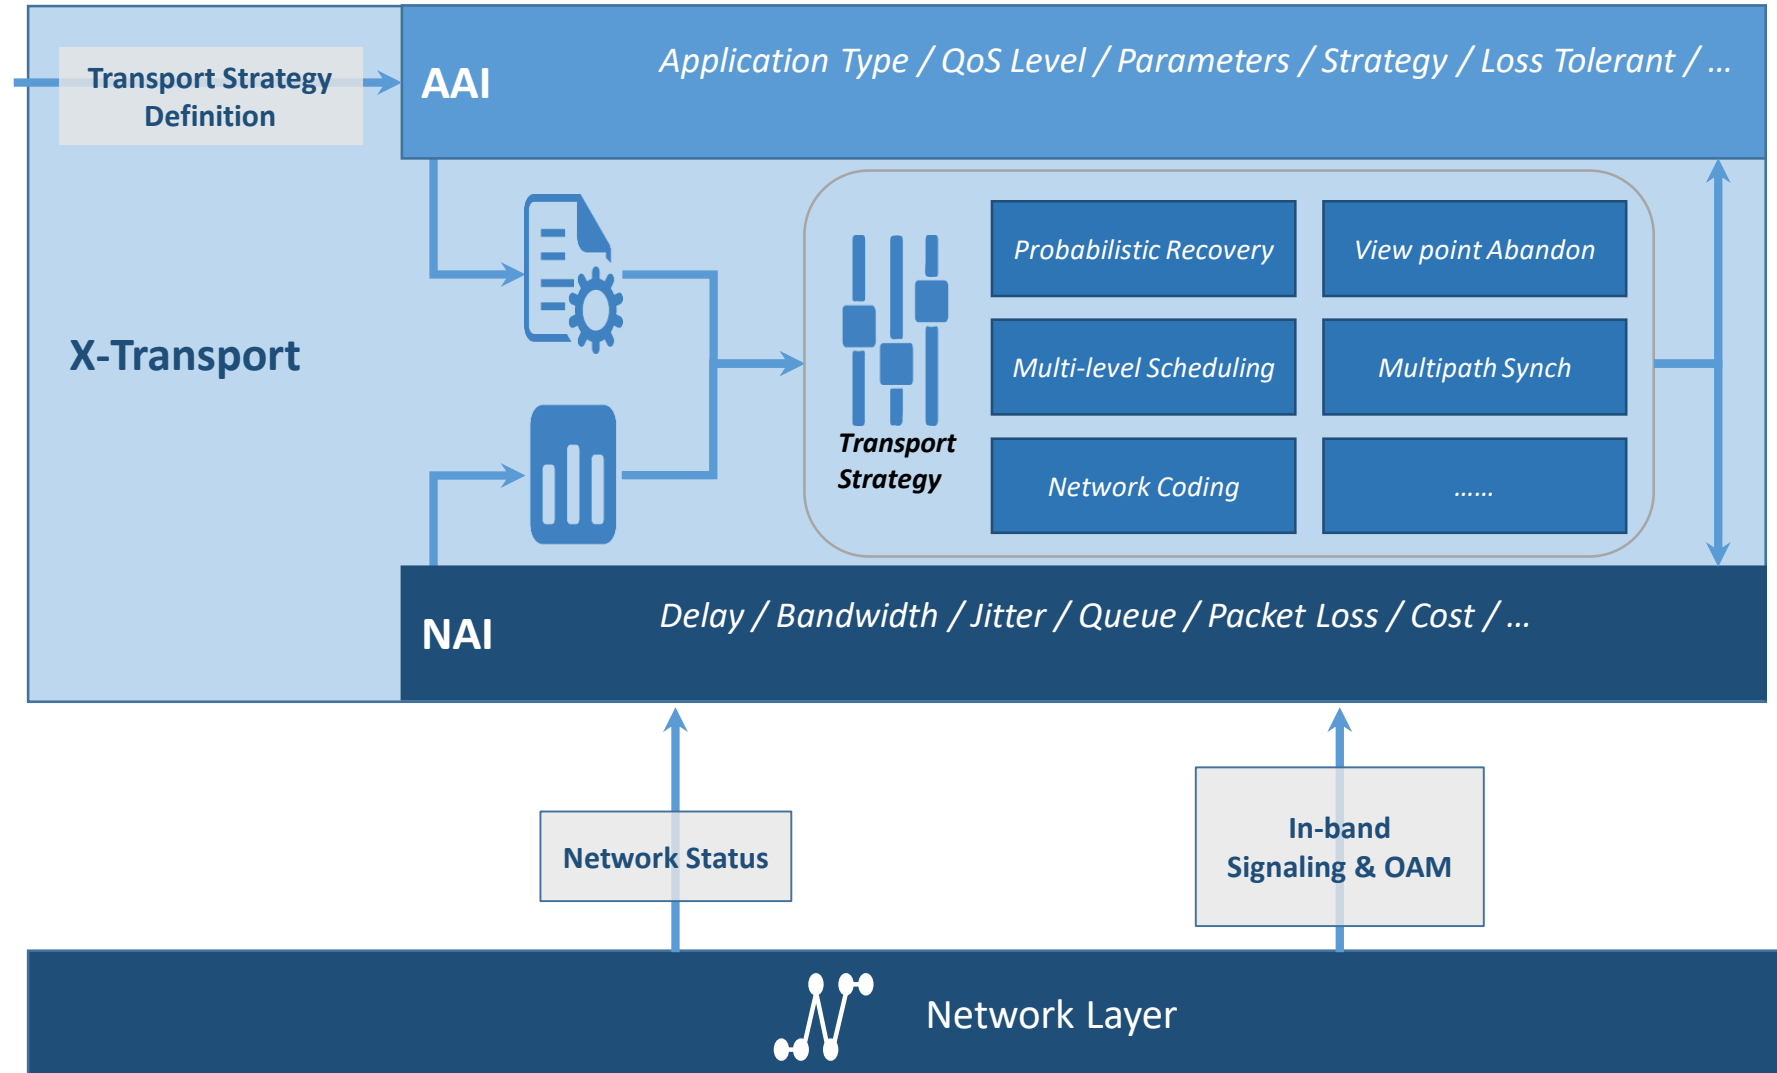 Transport Strategy
Definition
AAI
Application Type / QoS Level / Parameters / Strategy / Loss Tolerant / ...
X-Transport
Transport
Strategy
Probabilistic Recovery
View point Abandon
Multi-level Scheduling
Multipath Synch
Network Coding
......
NAI
Delay / Bandwidth / Jitter / Queue / Packet Loss / Cost / ...
Network Status
In-band
Signaling & OAM
Network Layer